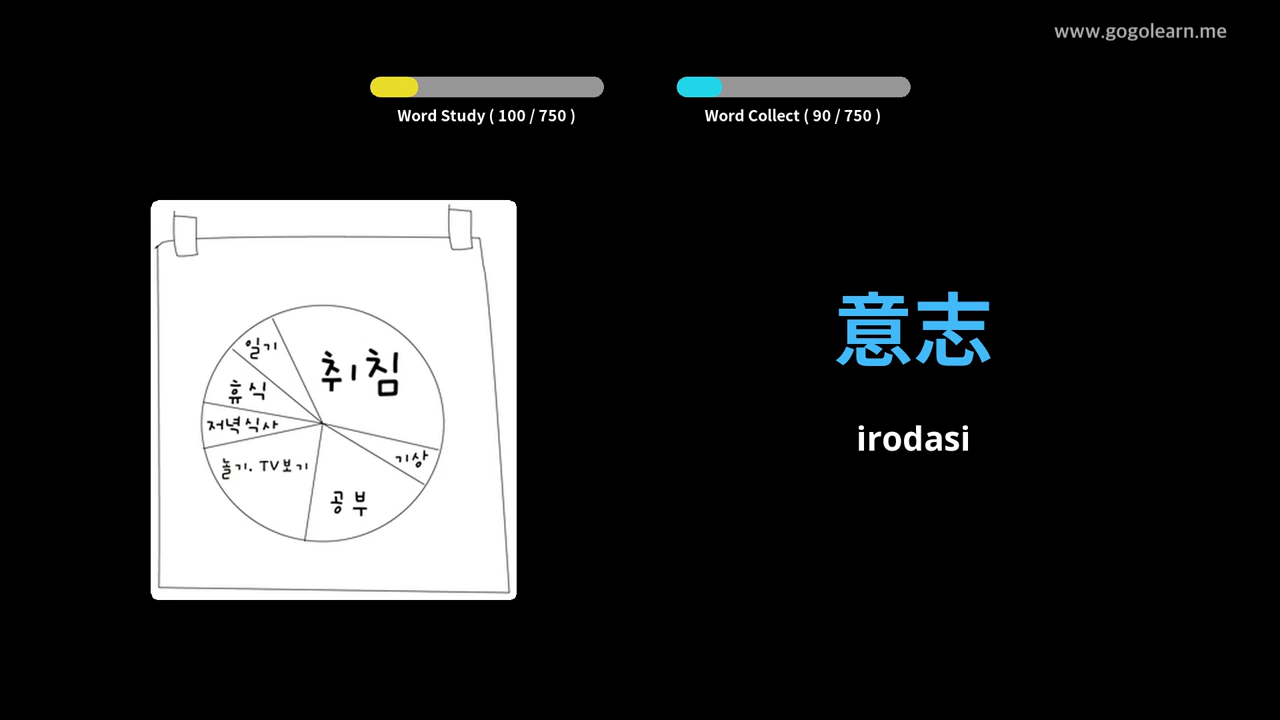 www.gogolearn.me
Word Study ( 100 / 750 )
Word Collect ( 90 / 750 )
일기
취침
휴식
저녁식사
놀기. TV보기
기상
공부
意志
irodasi